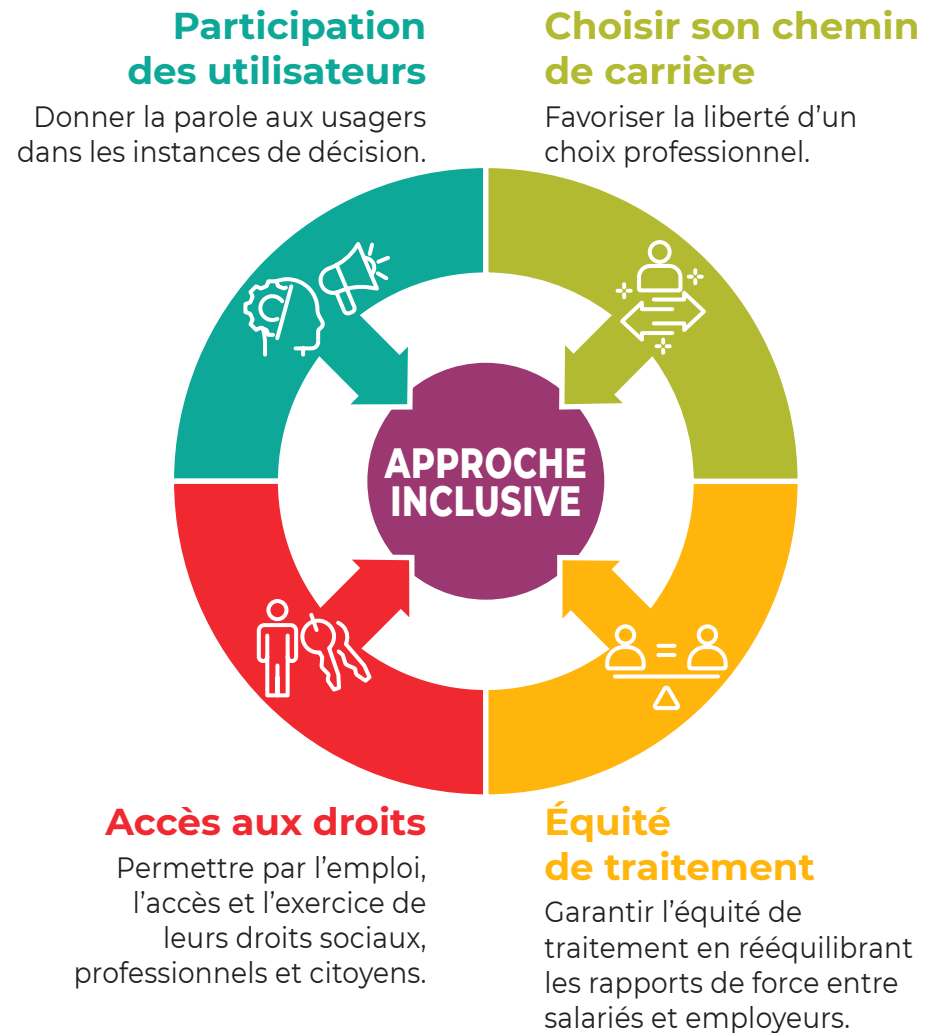 Participation
des utilisateurs
Donner la parole aux usagers
dans les instances de décision.
Choisir son chemin
de carrière
Favoriser la liberté d’un
choix professionnel.
APPROCHE
INCLUSIVE
Accès aux droits
Permettre par l’emploi,
l’accès et l’exercice de
leurs droits sociaux,
professionnels et citoyens.
Équité
de traitement
Garantir l’équité de
traitement en rééquilibrant
les rapports de force entre
salariés et employeurs.